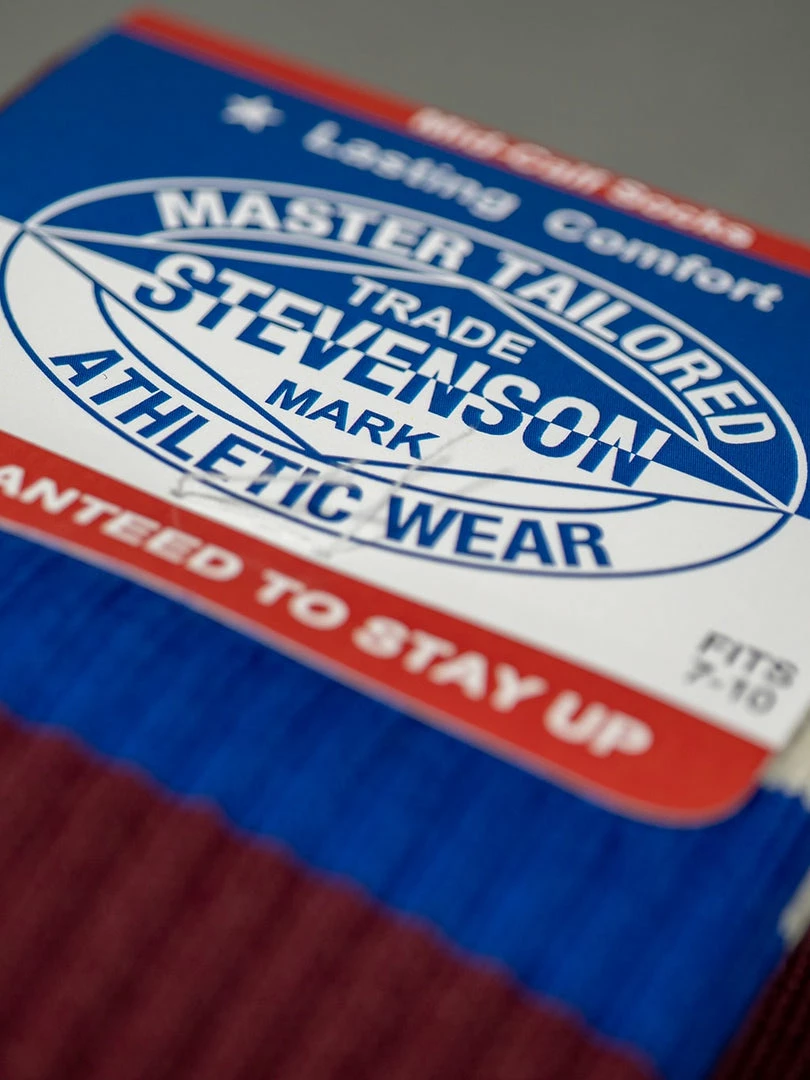 Mid-Calf Socks
Lasting Comfort
MASTER TAILORED
TRADE
STEVENSON
MARK
ATHLETIC WEAR
ANTEED TO STAY UP
FITS
7-10